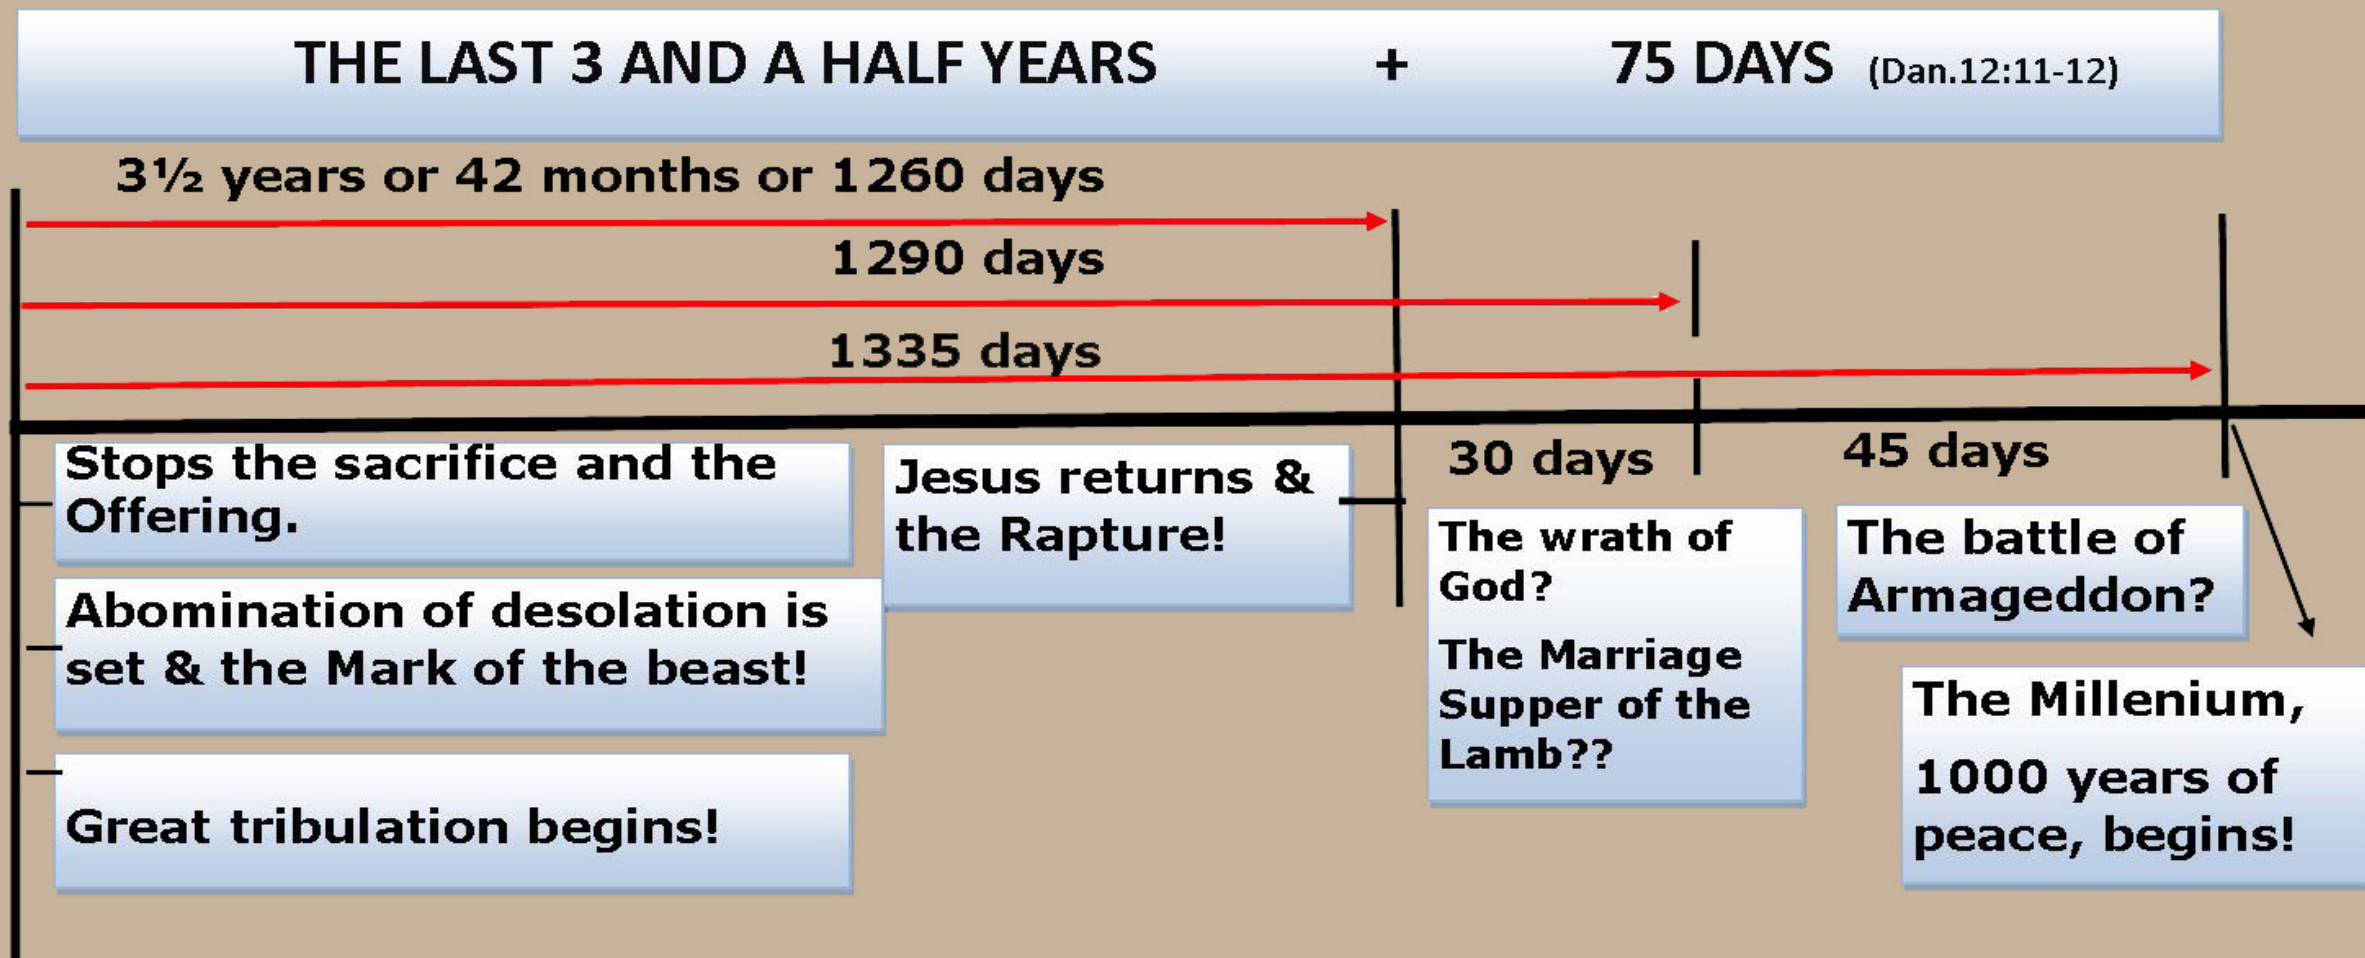 THE LAST 3 AND A HALF YEARS + 75 DAYS (Dan.12:11-12)
3½ years or 42 months or 1260 days
1290 days
1335 days
Stops the sacrifice and the
Offering.
Abomination of desolation is
set & the Mark of the beast!
Great tribulation begins!
Jesus returns &
the Rapture!
30 days
The wrath of
God?
The Marriage
Supper of the
Lamb??
45 days
The battle of
Armageddon?
The Millenium,
1000 years of
peace, begins!